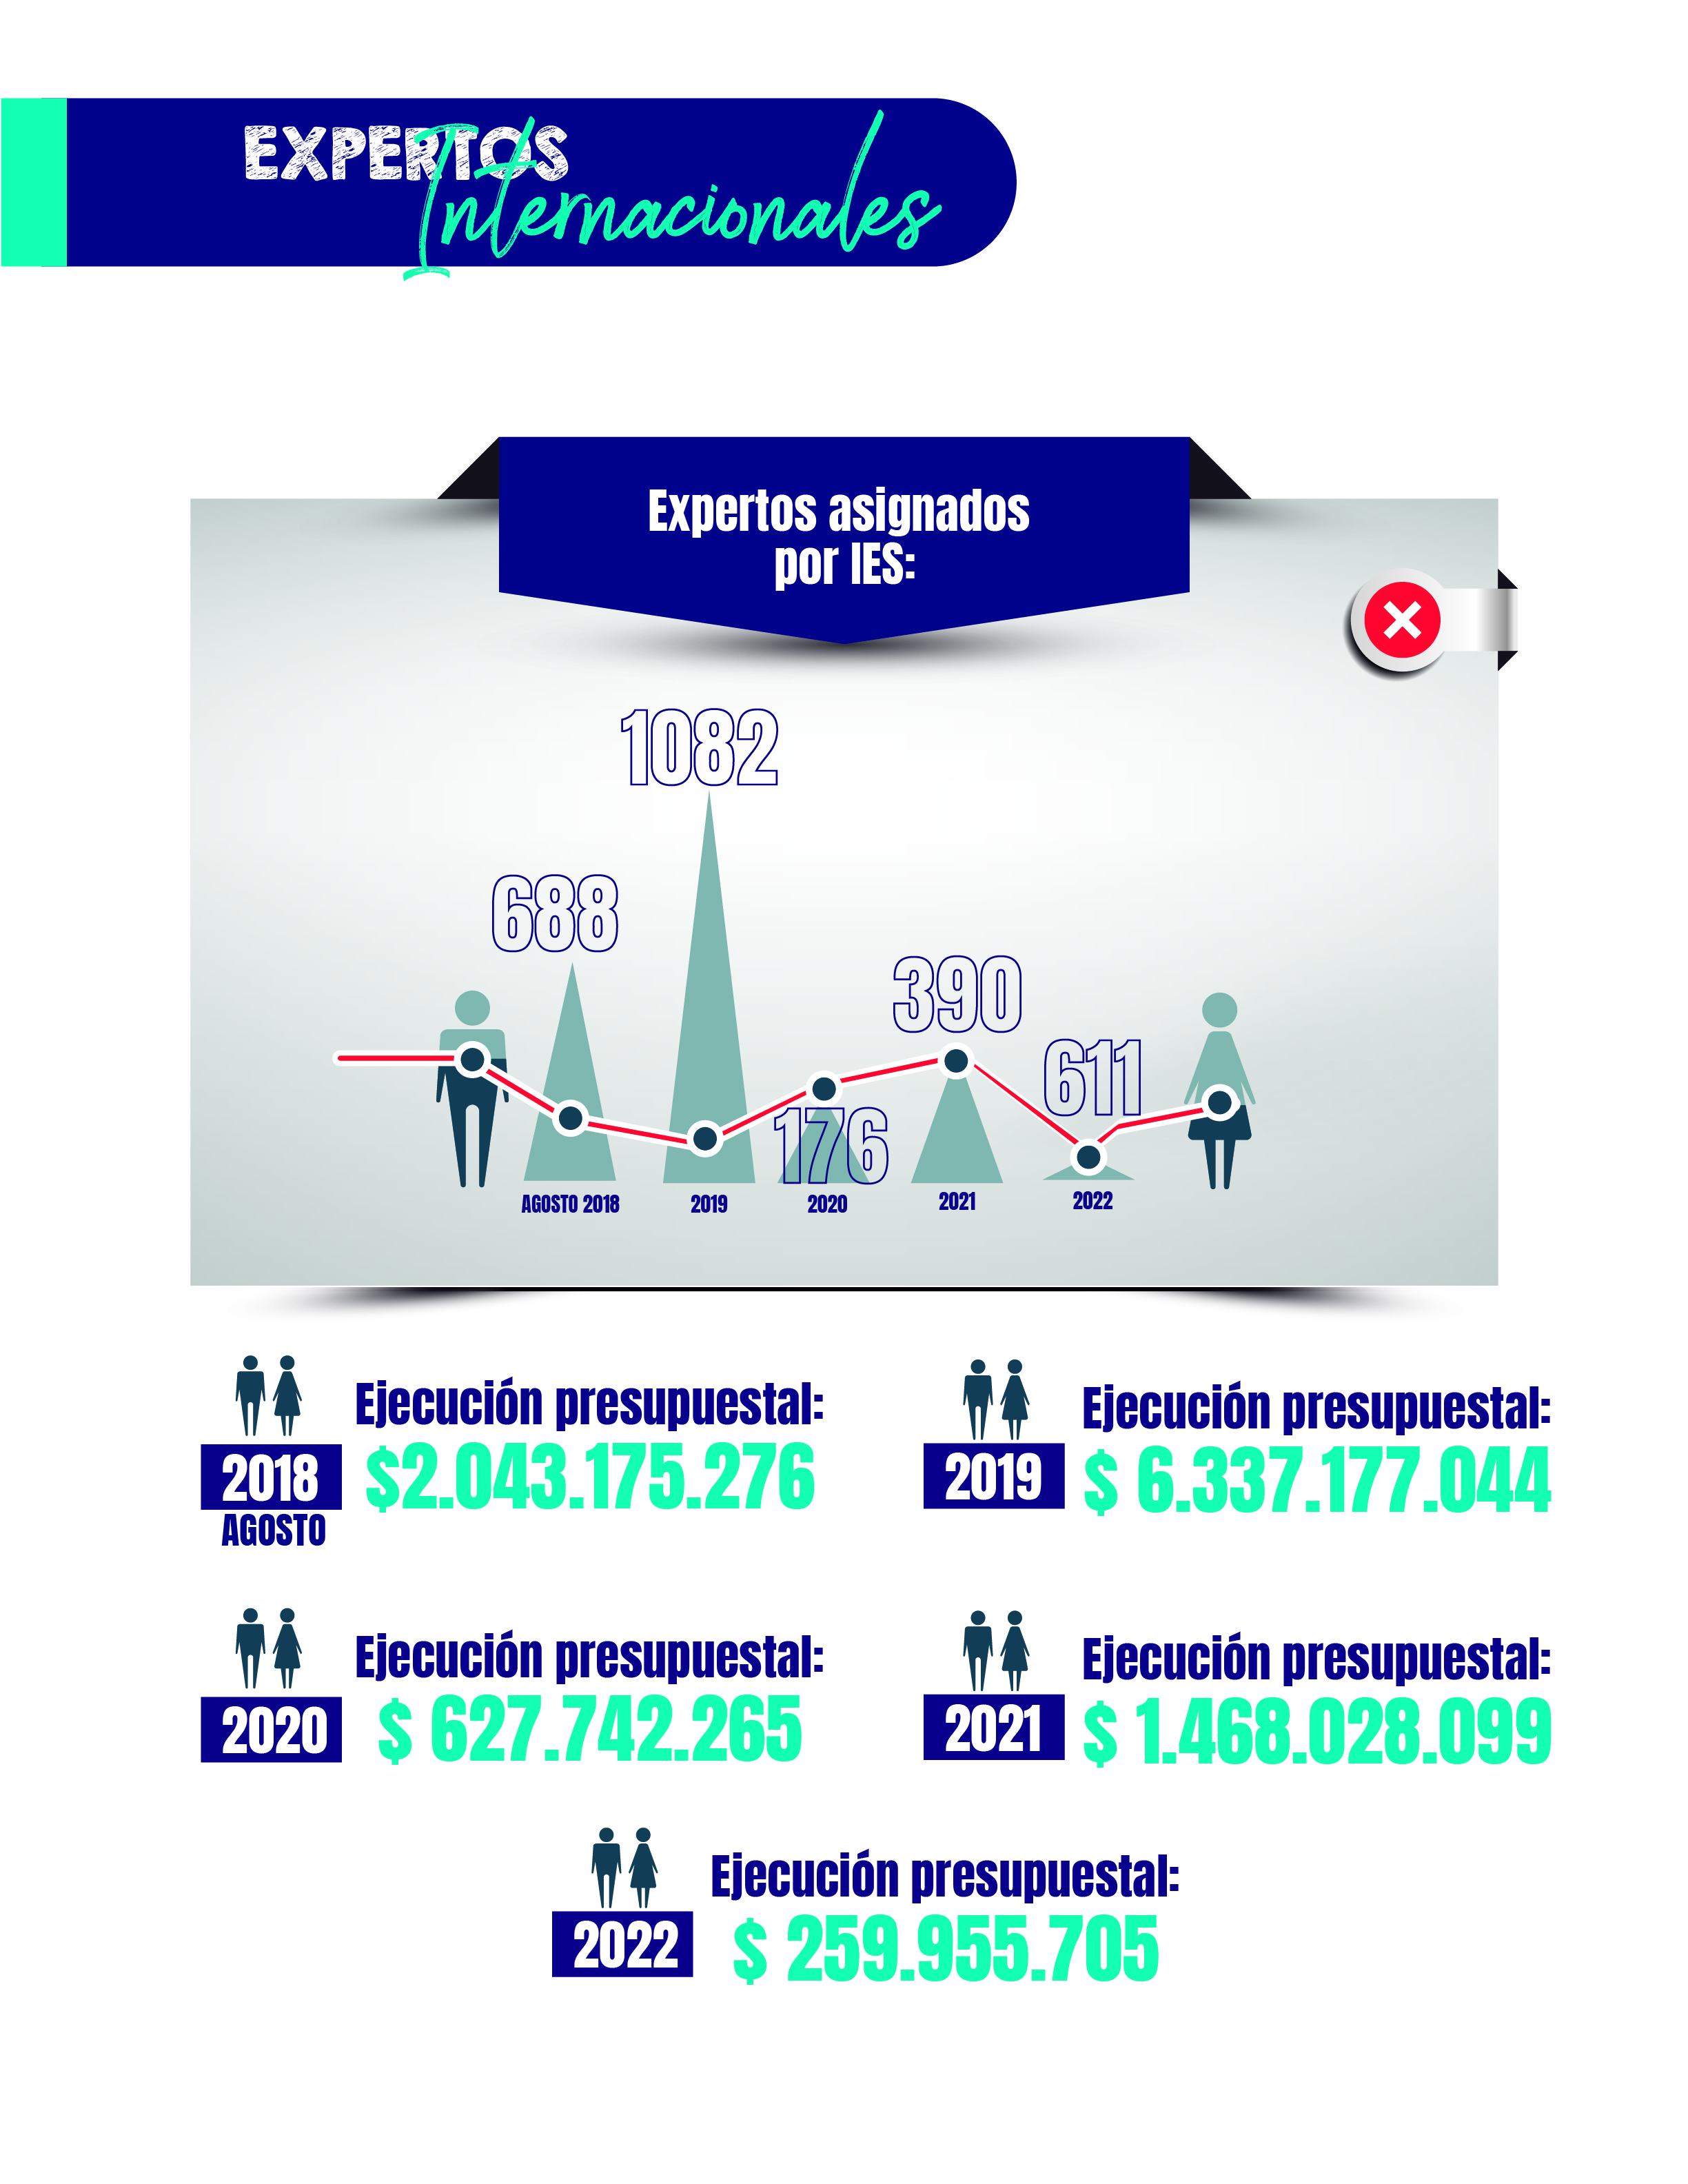 EXPERTOS
Internacionales
Expertos asignados
por IES:
1082
688
390
611
176
AGOSTO 2018
2019
2020
2021
2022
Ejecución presupuestal:
$2.043.175.276
2018
AGOSTO
Ejecución presupuestal:
$ 6.337.177.044
2019
Ejecución presupuestal:
$ 627.742.265
2020
Ejecución presupuestal:
$ 1.468.028.099
2021
Ejecución presupuestal:
$ 259.955.705
2022